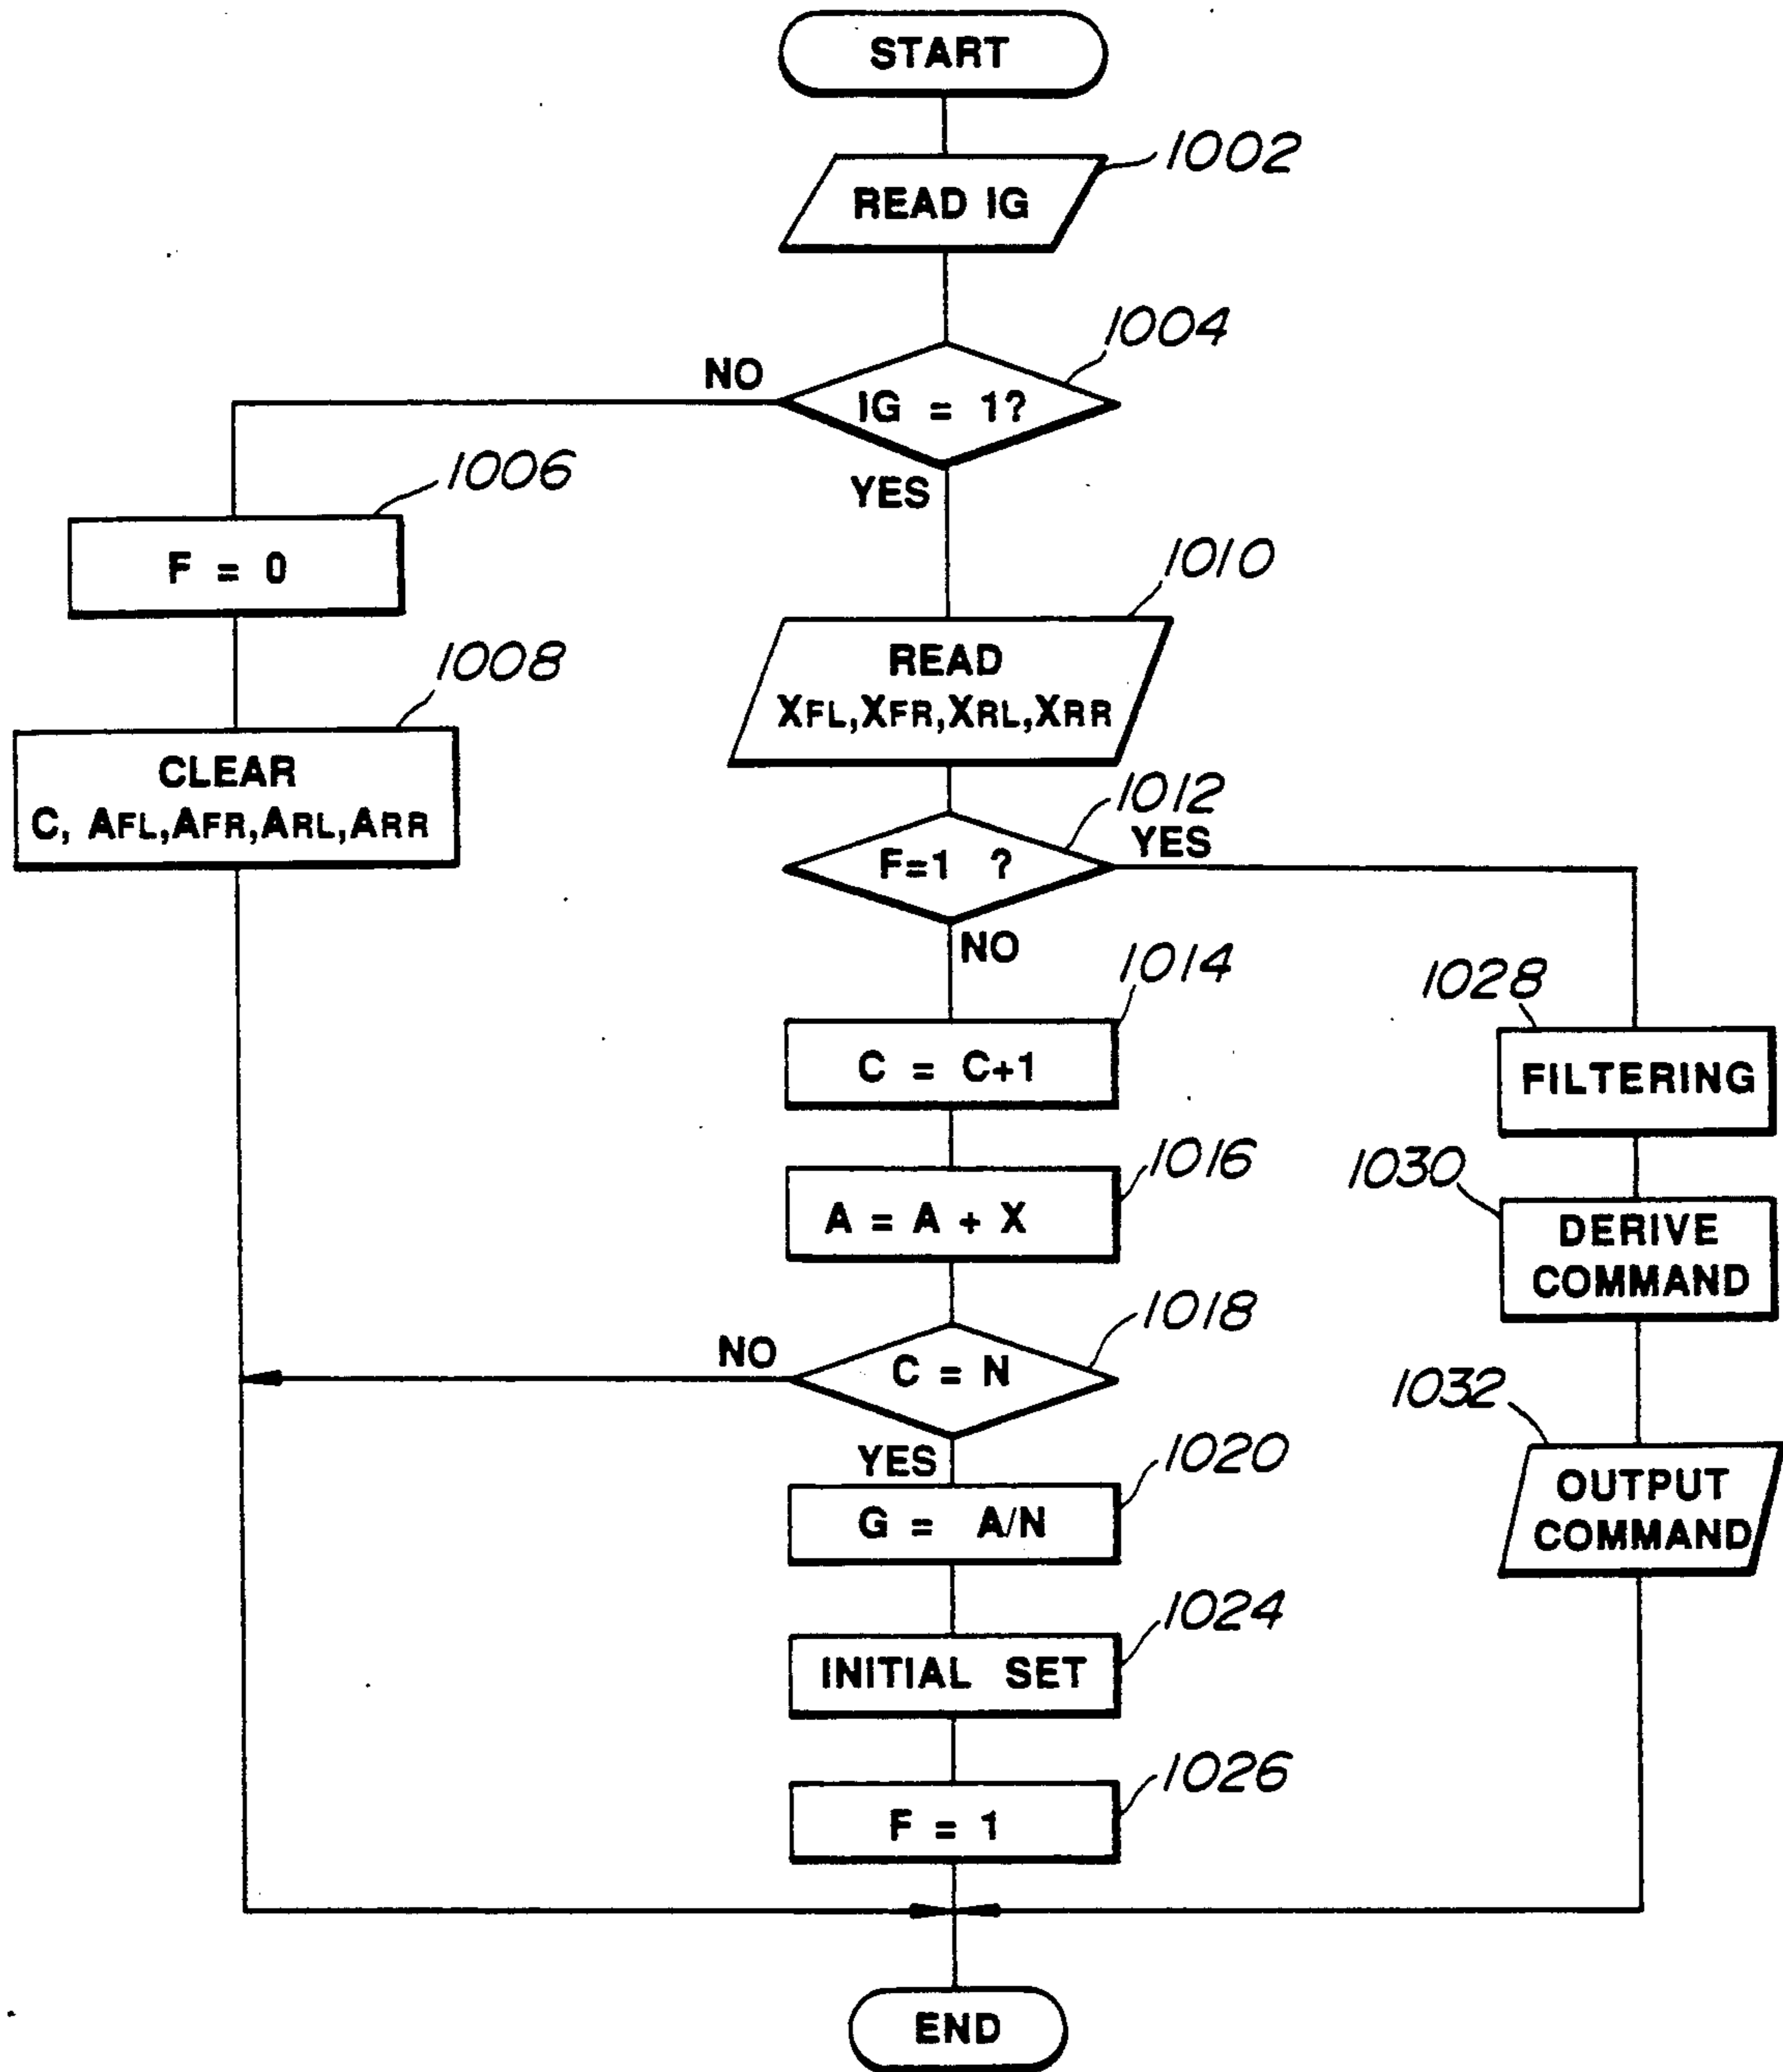 START
1002
READ IG
1004
NO
IG = 1?
YES
1006
F = 0
1010
READ
XFL,XFR,XRL,XRR
1008
CLEAR
C, AFL,AFR,ARL,ARR
1012
YES
F=1 ?
NO
1014
C = C+1
1028
FILTERING
1016
A = A + X
1030
DERIVE
COMMAND
1018
NO
C = N
YES
1032
OUTPUT
COMMAND
1020
G = A/N
1024
INITIAL SET
1026
F = 1
END